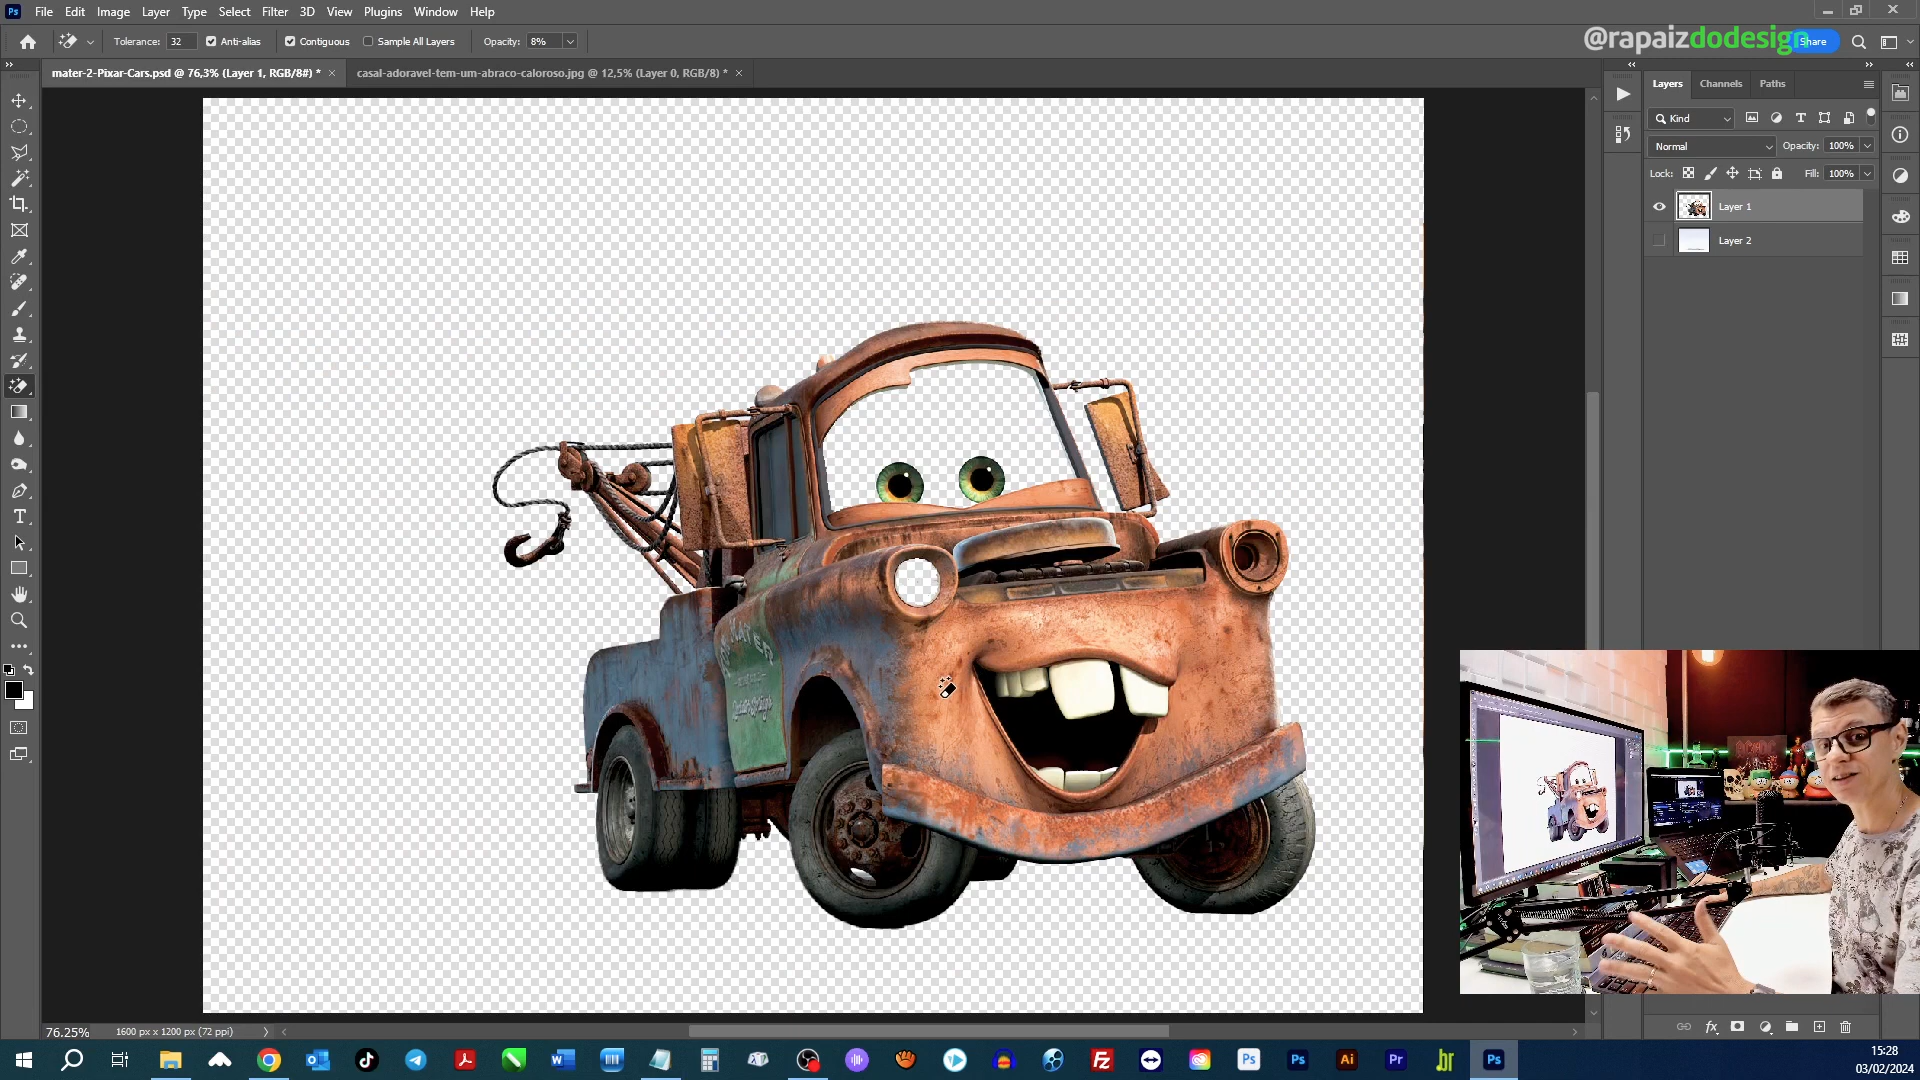 File Edit Image Layer Type Select Filter 3D View Plugins Window Help
Tolerance: 32 Anti-alias Contiguous Sample All Layers Opacity: 8%
@rapaizdodesign
Share
mater-2-Pixar-Cars.psd @ 76,3% (Layer 1, RGB/8#) * × casal-adoravel-tem-um-abraco-caloroso.jpg @ 12,5% (Layer 0, RGB/8) * ×
Layers Channels Paths
Kind
Normal Opacity: 100%
Lock: Fill: 100%
Layer 1
Layer 2
76.25% 1600 px x 1200 px (72 ppi)
15:28
03/02/2024